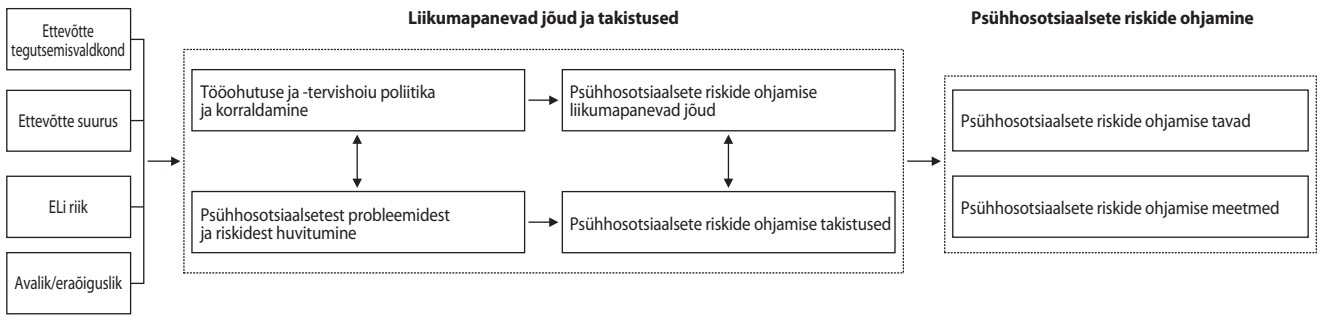 Liikumapanevad jõud ja takistused
Psühhosotsiaalsete riskide ohjamine
Ettevõtte
tegutsemisvaldkond
Ettevõtte suurus
ELi riik
Avalik/eraõiguslik
Tööohutuse ja -tervishoiu poliitika
ja korraldamine
Psühhosotsiaalsete riskide ohjamise
liikumapanevad jõud
Psühhosotsiaalsetest probleemidest
ja riskidest huvitumine
Psühhosotsiaalsete riskide ohjamise takistused
Psühhosotsiaalsete riskide ohjamise tavad
Psühhosotsiaalsete riskide ohjamise meetmed